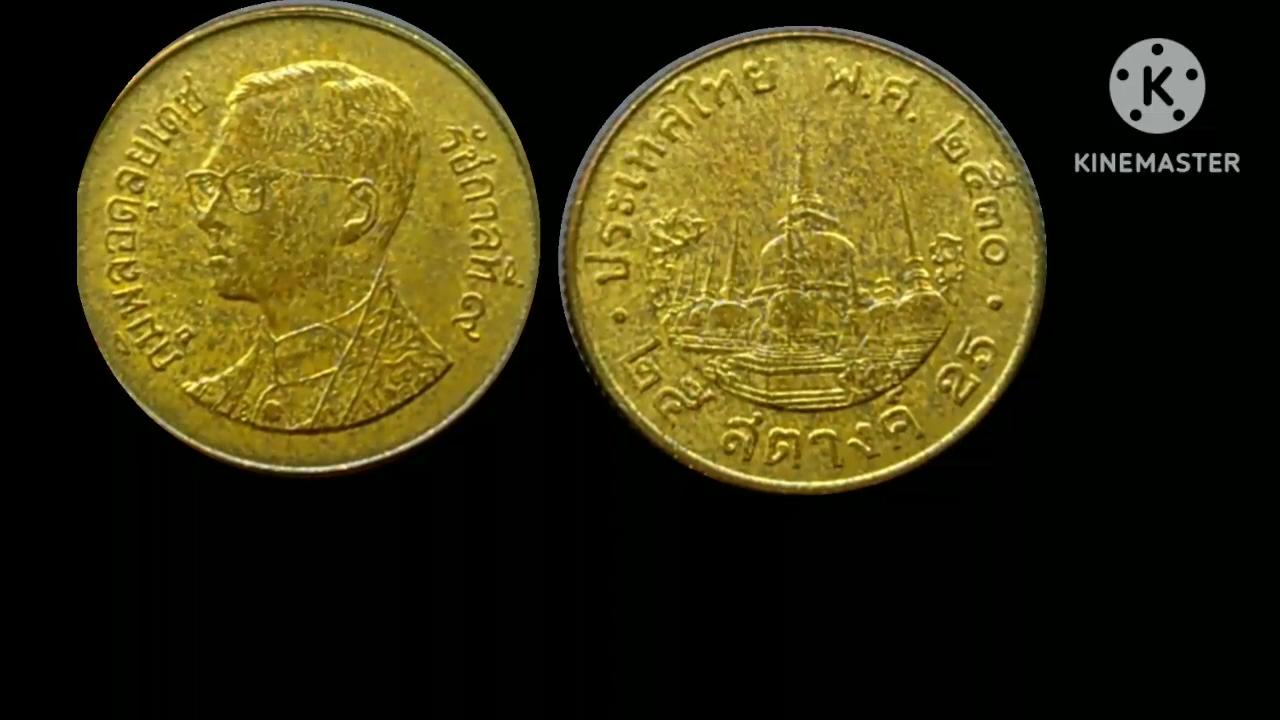 ภูมิพลอดุลยเดช
รัชกาลที่ ๙
ประเทศไทย พ.ศ. ๒๕๓๐
๒๕ สตางค์ 25
K
KINEMASTER